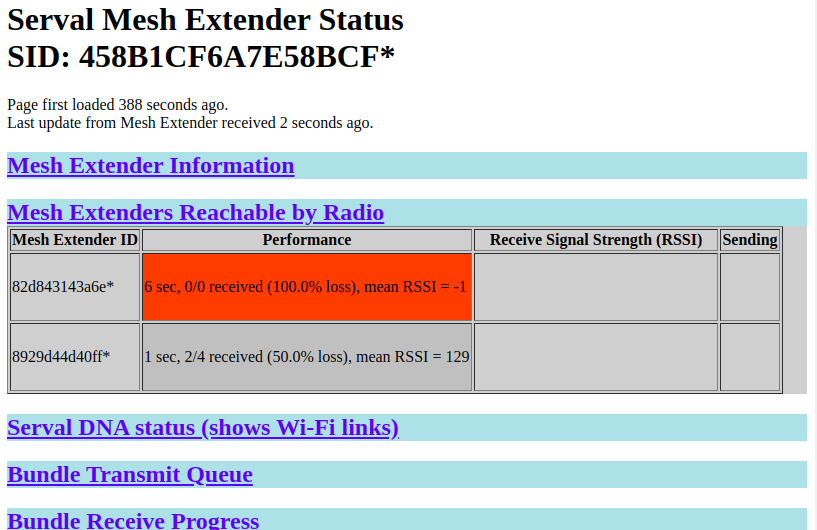 Serval Mesh Extender Status
SID: 458B1CF6A7E58BCF*
Page first loaded 388 seconds ago.
Last update from Mesh Extender received 2 seconds ago.
Mesh Extender Information
Mesh Extenders Reachable by Radio
Mesh Extender ID Performance Receive Signal Strength (RSSI) Sending
82d843143a6e* 6 sec, 0/0 received (100.0% loss), mean RSSI = -1
8929d44d40ff* 1 sec, 2/4 received (50.0% loss), mean RSSI = 129
Serval DNA status (shows Wi-Fi links)
Bundle Transmit Queue
Bundle Receive Progress